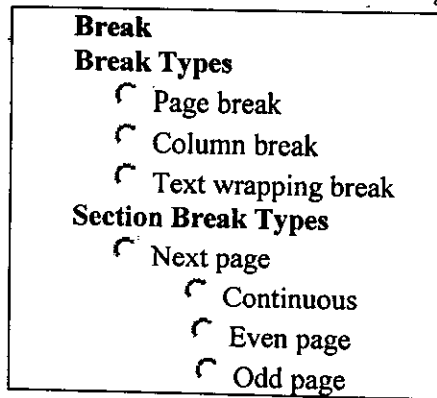 Break
Break Types
Page break
Column break
Text wrapping break
Section Break Types
Next page
Continuous
Even page
Odd page